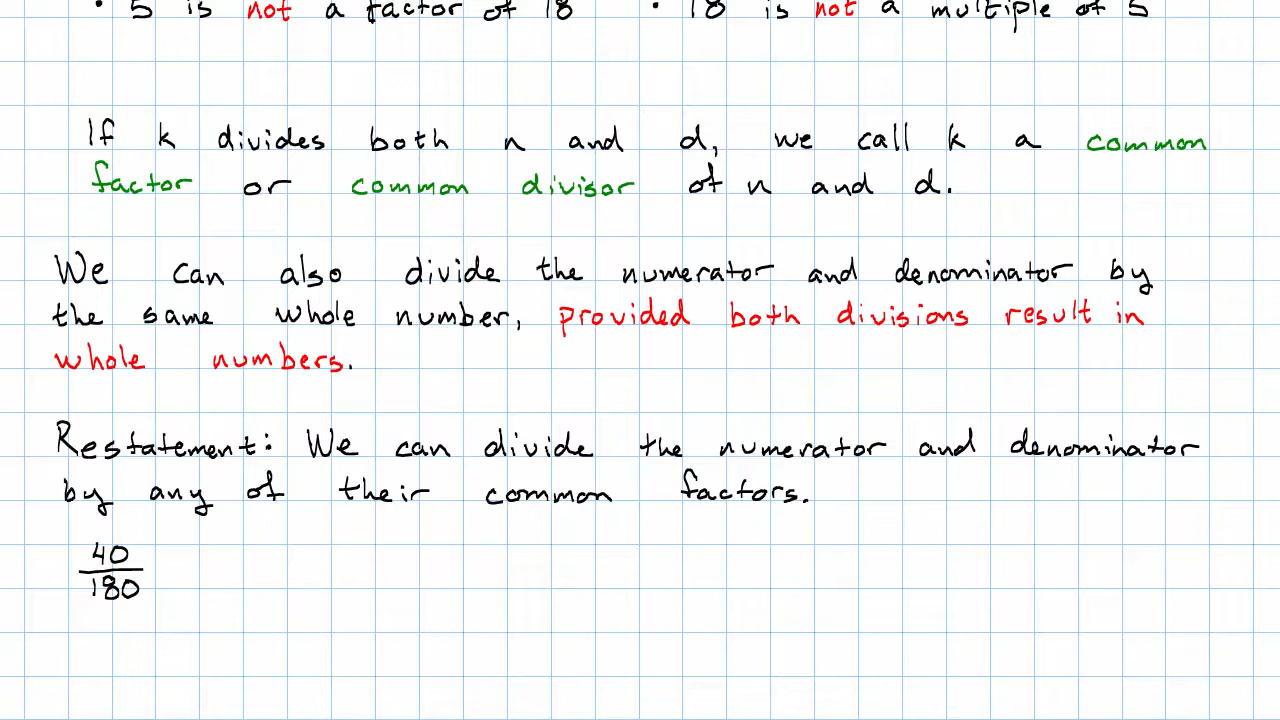 • 5 is not a factor of 18 • 18 is not a multiple of 5
If k divides both n and d, we call k a common
factor or common divisor of n and d.
We can also divide the numerator and denominator by
the same whole number, provided both divisions result in
whole numbers.
Restatement: We can divide the numerator and denominator
by any of their common factors.
40
180